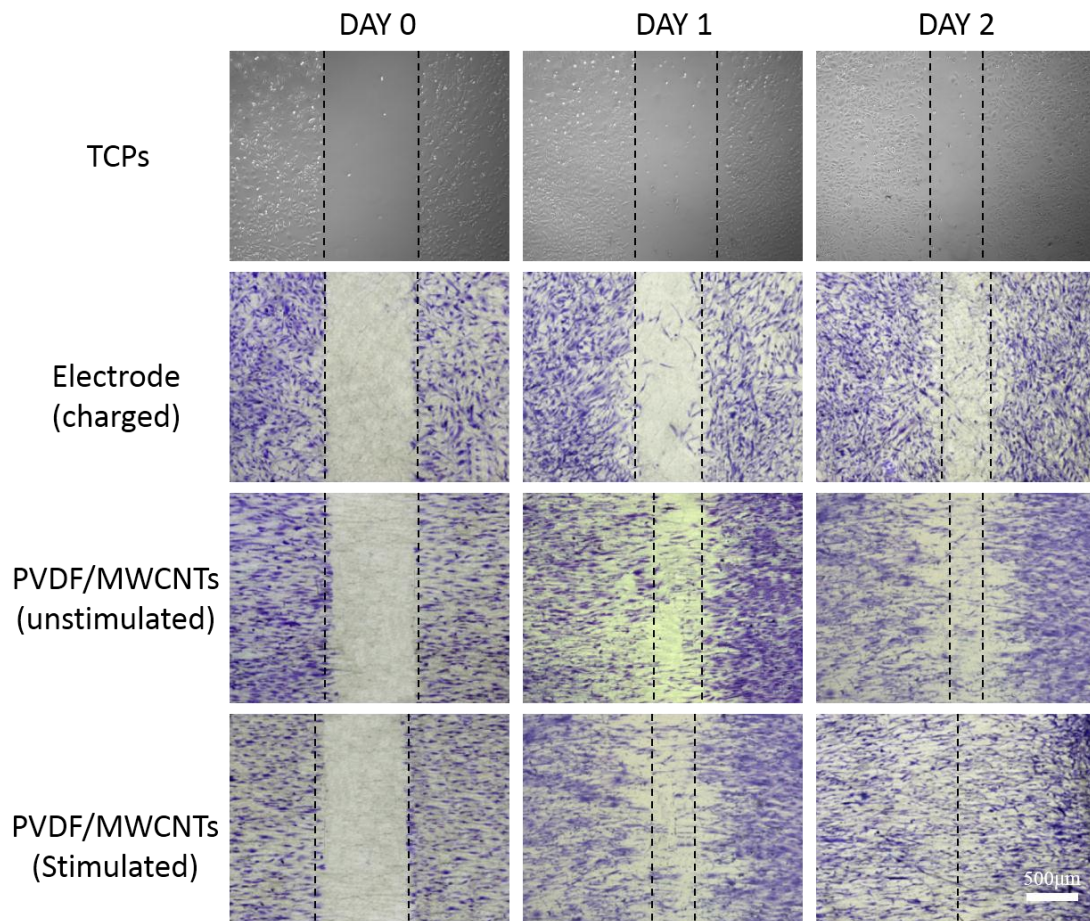 DAY 0
DAY 1
DAY 2
TCPs
Electrode
(charged)
PVDF/MWCNTs
(unstimulated)
PVDF/MWCNTs
(Stimulated)
500μm